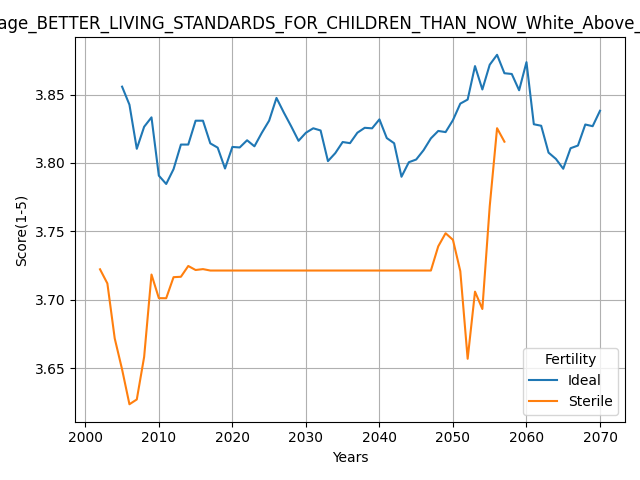 age_BETTER_LIVING_STANDARDS_FOR_CHILDREN_THAN_NOW_White_Above_
3.85
3.80
3.75
3.70
3.65
Score(1-5)
Fertility
Ideal
Sterile
2000 2010 2020 2030 2040 2050 2060 2070
Years